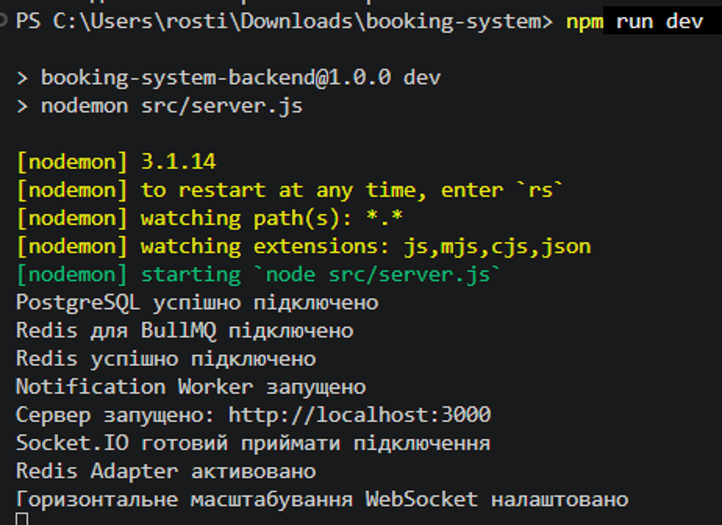 PS C:\Users\rosti\Downloads\booking-system> npm run dev
> booking-system-backend@1.0.0 dev
> nodemon src/server.js
[nodemon] 3.1.14
[nodemon] to restart at any time, enter `rs`
[nodemon] watching path(s): *.*
[nodemon] watching extensions: js,mjs,cjs,json
[nodemon] starting `node src/server.js`
PostgreSQL успішно підключено
Redis для BullMQ підключено
Redis успішно підключено
Notification Worker запущено
Сервер запущено: http://localhost:3000
Socket.IO готовий приймати підключення
Redis Adapter активовано
Горизонтальне масштабування WebSocket налаштовано